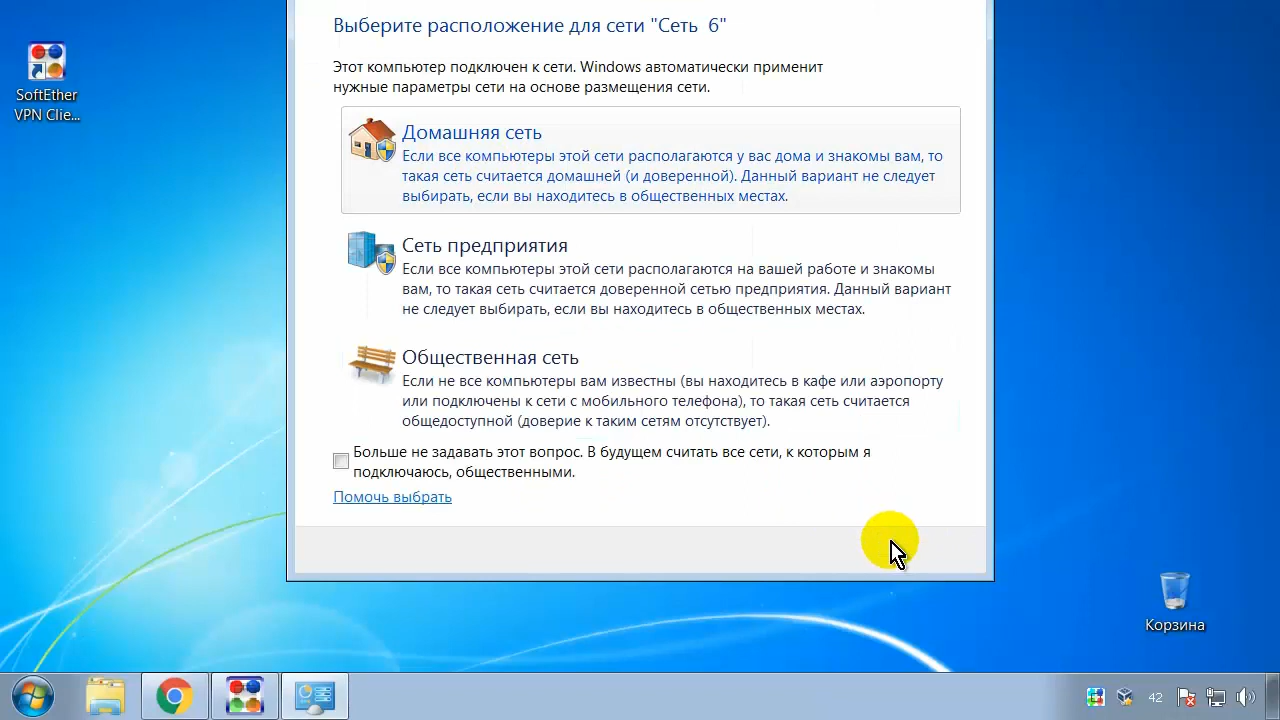 Выберите расположение для сети "Сеть 6"
Этот компьютер подключен к сети. Windows автоматически применит
нужные параметры сети на основе размещения сети.
SoftEther
VPN Clie...
Домашняя сеть
Если все компьютеры этой сети располагаются у вас дома и знакомы вам, то
такая сеть считается домашней (и доверенной). Данный вариант не следует
выбирать, если вы находитесь в общественных местах.
Сеть предприятия
Если все компьютеры этой сети располагаются на вашей работе и знакомы
вам, то такая сеть считается доверенной сетью предприятия. Данный вариант
не следует выбирать, если вы находитесь в общественных местах.
Общественная сеть
Если не все компьютеры вам известны (вы находитесь в кафе или аэропорту
или подключены к сети с мобильного телефона), то такая сеть считается
общедоступной (доверие к таким сетям отсутствует).
Больше не задавать этот вопрос. В будущем считать все сети, к которым я
подключаюсь, общественными.
Помочь выбрать
Корзина
42